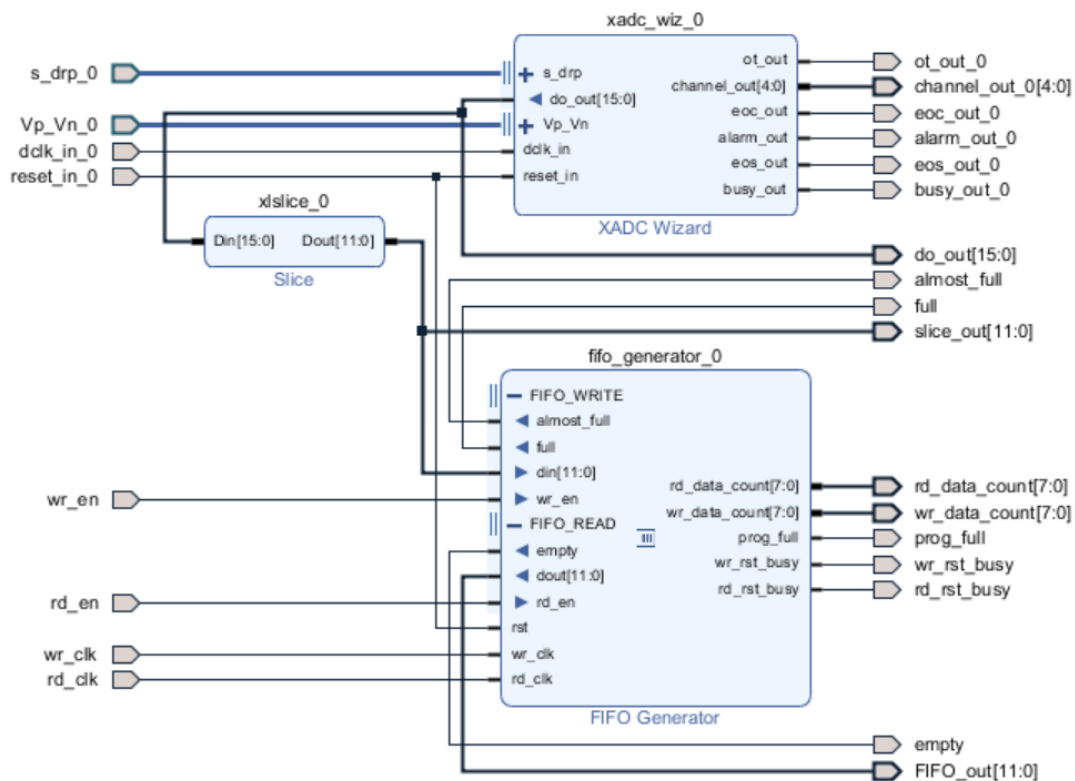 xadc_wiz_0
s_drp_0
Vp_Vn_0
dclk_in_0
reset_in_0
s_drp
do_out[15:0]
Vp_Vn
dclk_in
reset_in
ot_out
channel_out[4:0]
eoc_out
alarm_out
eos_out
busy_out
XADC Wizard
ot_out_0
channel_out_0[4:0]
eoc_out_0
alarm_out_0
eos_out_0
busy_out_0
xlslice_0
Din[15:0] Dout[11:0]
Slice
do_out[15:0]
almost_full
full
slice_out[11:0]
fifo_generator_0
FIFO_WRITE
almost_full
full
din[11:0]
wr_en
FIFO_READ
empty
dout[11:0]
rd_en
rst
wr_clk
rd_clk
rd_data_count[7:0]
wr_data_count[7:0]
prog_full
wr_rst_busy
rd_rst_busy
FIFO Generator
wr_en
rd_en
wr_clk
rd_clk
rd_data_count[7:0]
wr_data_count[7:0]
prog_full
wr_rst_busy
rd_rst_busy
empty
FIFO_out[11:0]